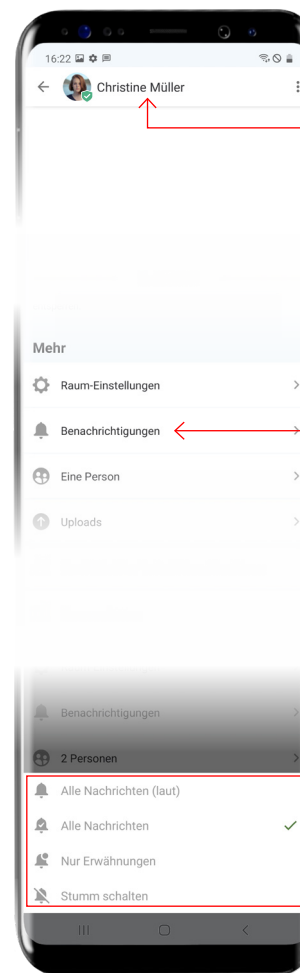 16:22
Christine Müller
Mehr
Raum-Einstellungen
Benachrichtigungen
Eine Person
Uploads
Benachrichtigungen
2 Personen
Alle Nachrichten (laut)
Alle Nachrichten
Nur Erwähnungen
Stumm schalten